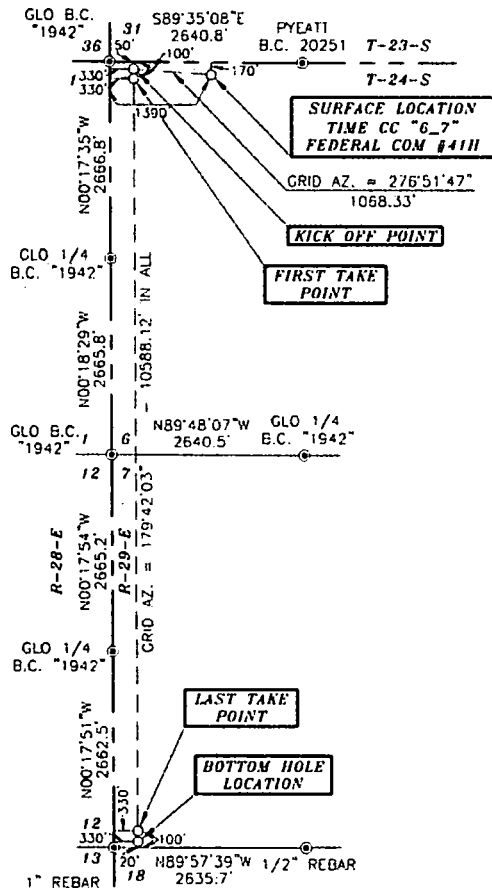 GLO B.C.
"1942"
31
36
S89°35'08"E
2640.8'
PYEATT
B.C. 20251
T-23-S
T-24-S
50'
100'
330'
1
330'
170'
1390'
SURFACE LOCATION
TIME CC "6_7"
FEDERAL COM #41H
GRID AZ. = 276°51'47"
1068.33'
KICK OFF POINT
FIRST TAKE
POINT
N00°17'35"W
2666.8'
GLO 1/4
B.C. "1942"
N00°18'29"W
2665.8'
GRID AZ. = 179°42'03" - 10588.12' IN ALL
GLO B.C.
"1942"
1
6
12
7
N89°48'07"W
2640.5'
GLO 1/4
B.C. "1942"
R-28-E
R-29-E
N00°17'54"W
2665.2'
GLO 1/4
B.C. "1942"
N00°17'51"W
2662.5'
LAST TAKE
POINT
BOTTOM HOLE
LOCATION
330'
12
330'
100'
13
20'
18
N89°57'39"W
2635.7'
1/2" REBAR
1" REBAR